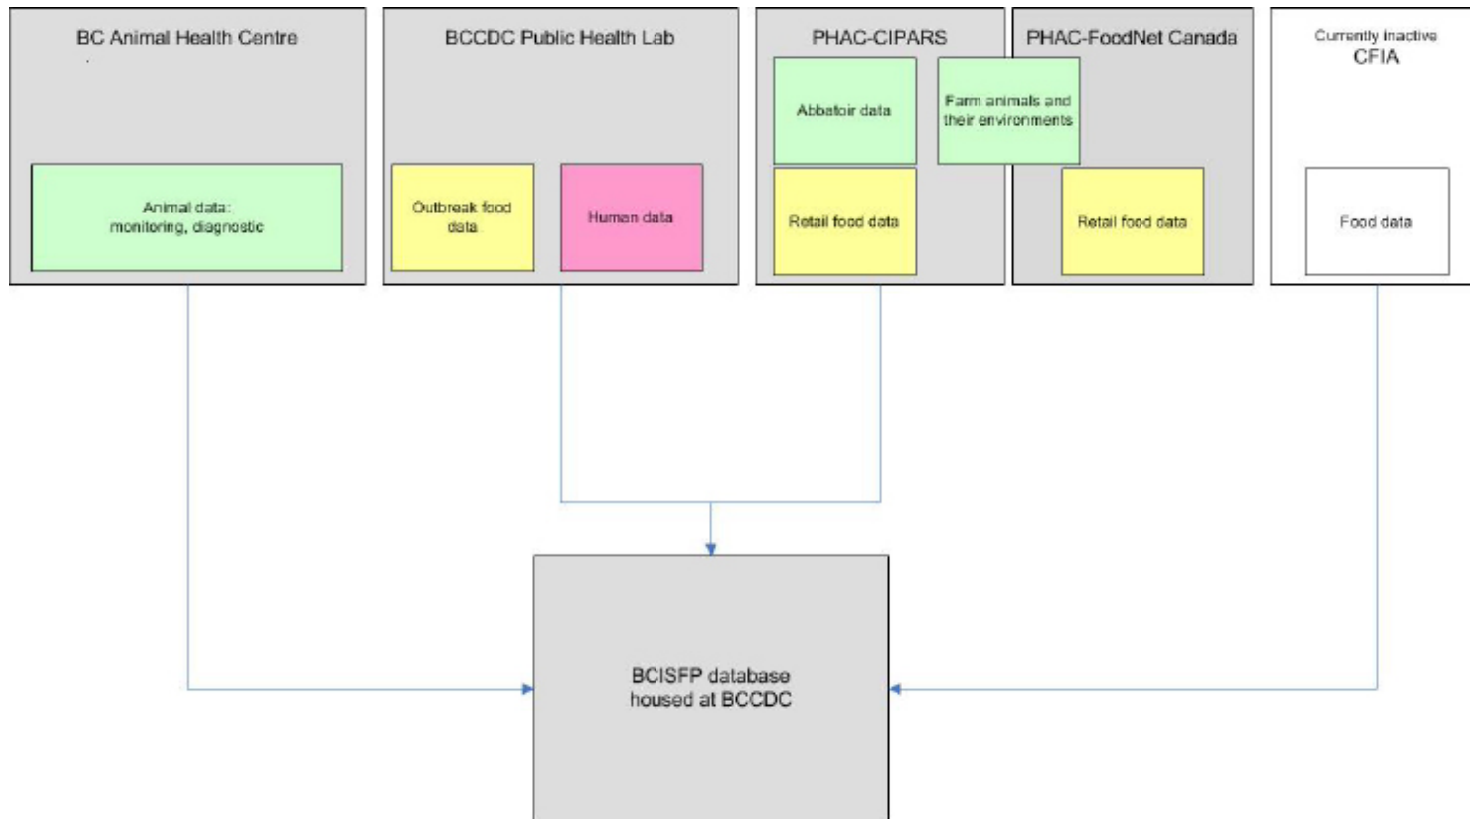 BC Animal Health Centre
BCCDC Public Health Lab
PHAC-CIPARS
PHAC-FoodNet Canada
Currently inactive
CFIA
Abbatoir data
Farm animals and
their environments
Animal data:
monitoring, diagnostic
Outbreak food
data
Human data
Retail food data
Retail food data
Food data
BCISFP database
housed at BCCDC